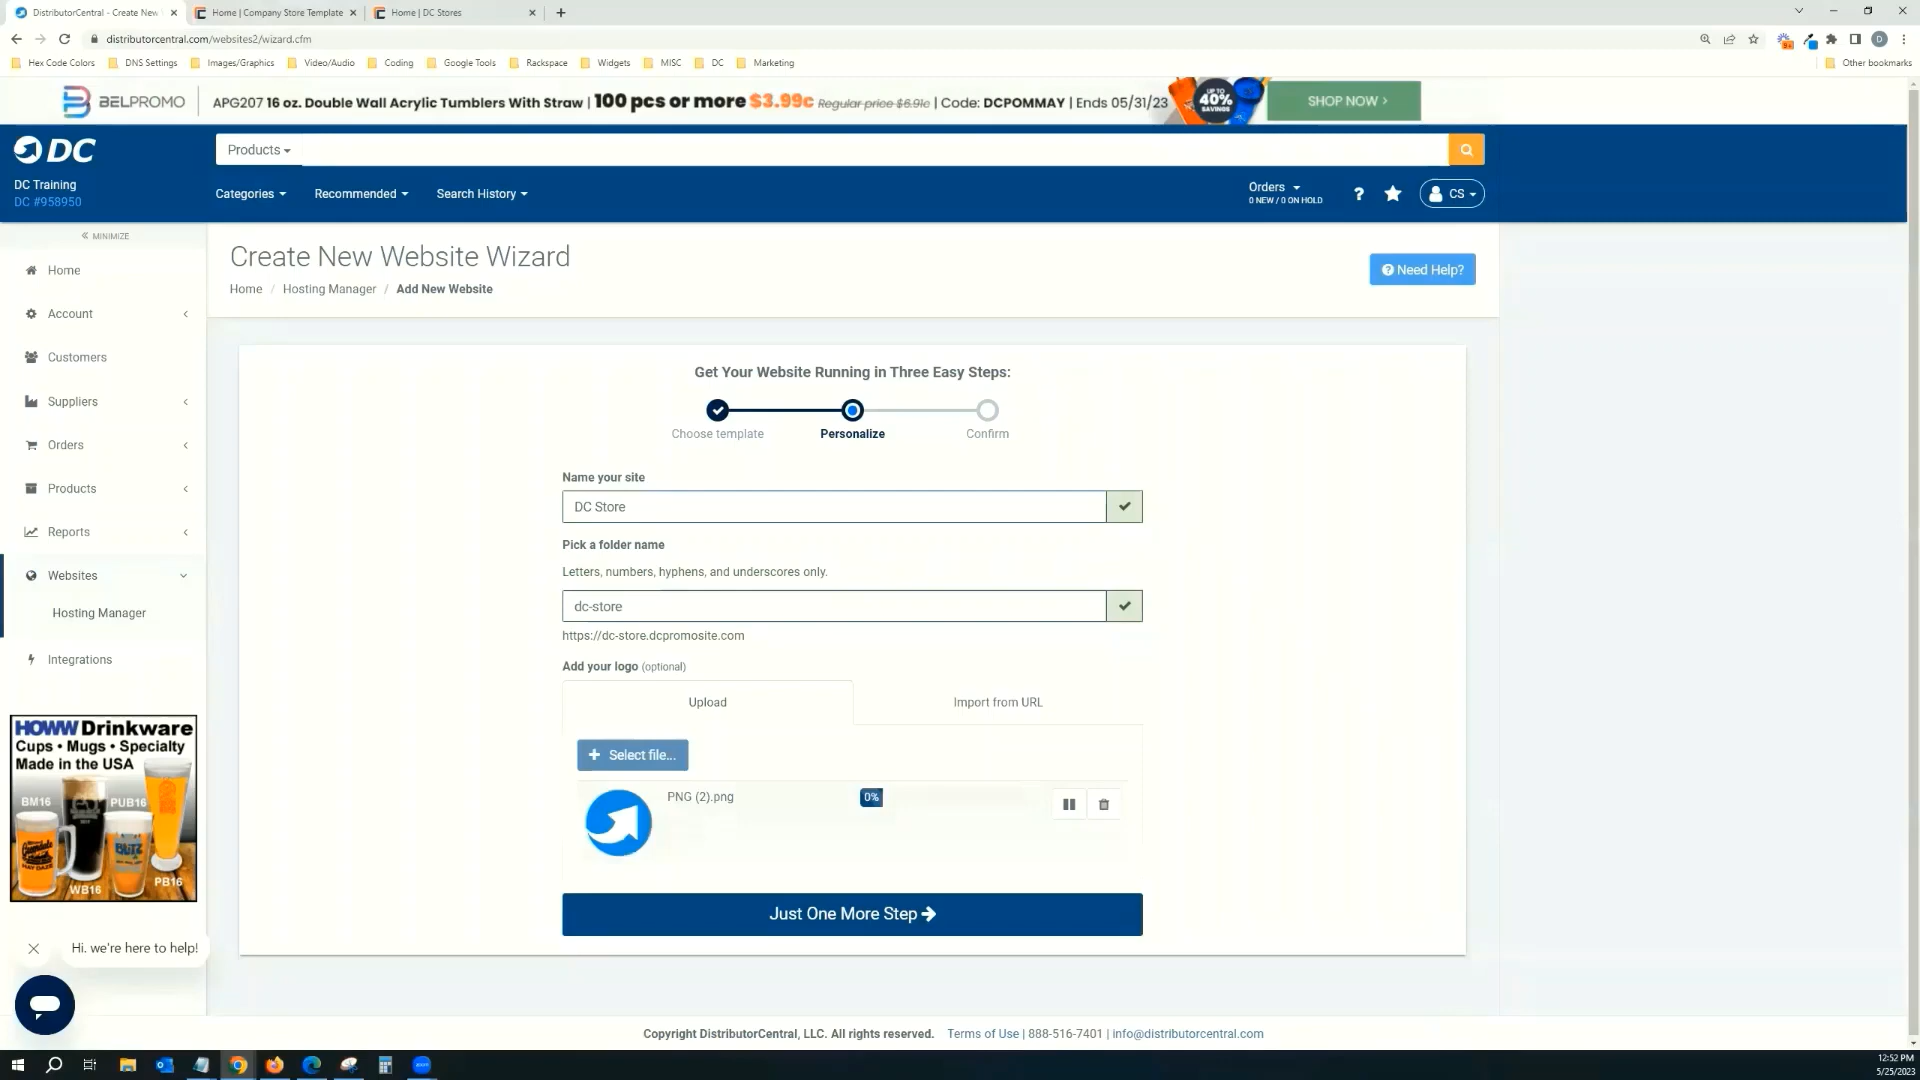 DistributorCentral - Create New
Home | Company Store Template
Home | DC Stores
distributorcentral.com/websites2/wizard.cfm
Hex Code Colors
DNS Settings
Images/Graphics
Video/Audio
Coding
Google Tools
Rackspace
Widgets
MISC
DC
Marketing
Other bookmarks
BELPROMO
APG207 16 oz. Double Wall Acrylic Tumblers With Straw | 100 pcs or more $3.99c Regular price $6.91c | Code: DCPOMMAY | Ends 05/31/23
UP TO
40%
SAVINGS
SHOP NOW >
DC
Products
DC Training
DC #958950
Categories
Recommended
Search History
Orders
0 NEW / 0 ON HOLD
?
CS
« MINIMIZE
Home
Account
Customers
Suppliers
Orders
Products
Reports
Websites
Hosting Manager
Integrations
Create New Website Wizard
Home / Hosting Manager / Add New Website
Need Help?
Get Your Website Running in Three Easy Steps:
Choose template
Personalize
Confirm
Name your site
DC Store
Pick a folder name
Letters, numbers, hyphens, and underscores only.
dc-store
https://dc-store.dcpromosite.com
Add your logo (optional)
Upload
Import from URL
+ Select file...
PNG (2).png
0%
Just One More Step
HOWW Drinkware
Cups • Mugs • Specialty
Made in the USA
BM16
PUB16
BLITZ
WB16
PB16
Hi. we're here to help!
Copyright DistributorCentral, LLC. All rights reserved. Terms of Use | 888-516-7401 | info@distributorcentral.com
12:52 PM
5/25/2023